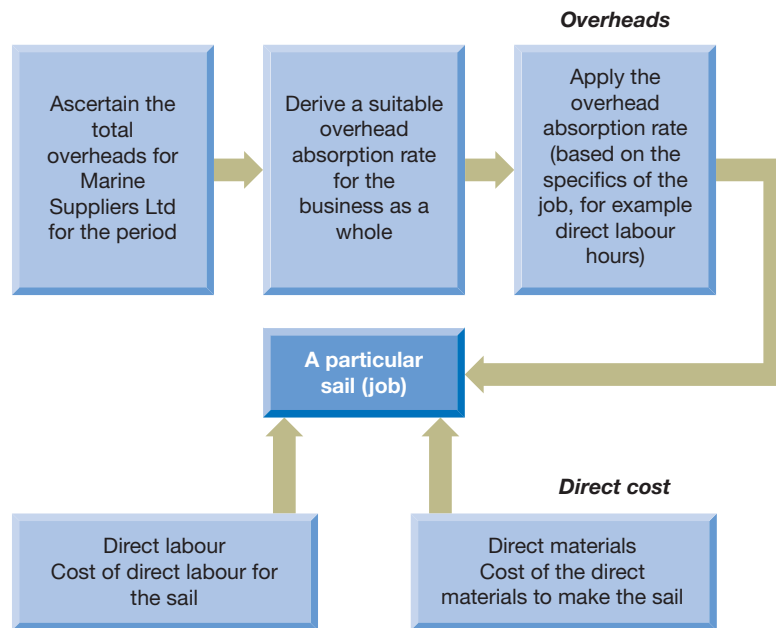 Overheads
Ascertain the
total
overheads for
Marine
Suppliers Ltd
for the period
Derive a suitable
overhead
absorption rate
for the
business as a
whole
Apply the
overhead
absorption rate
(based on the
specifics of the
job, for example
direct labour
hours)
A particular
sail (job)
Direct cost
Direct labour
Cost of direct labour for
the sail
Direct materials
Cost of the direct
materials to make the sail